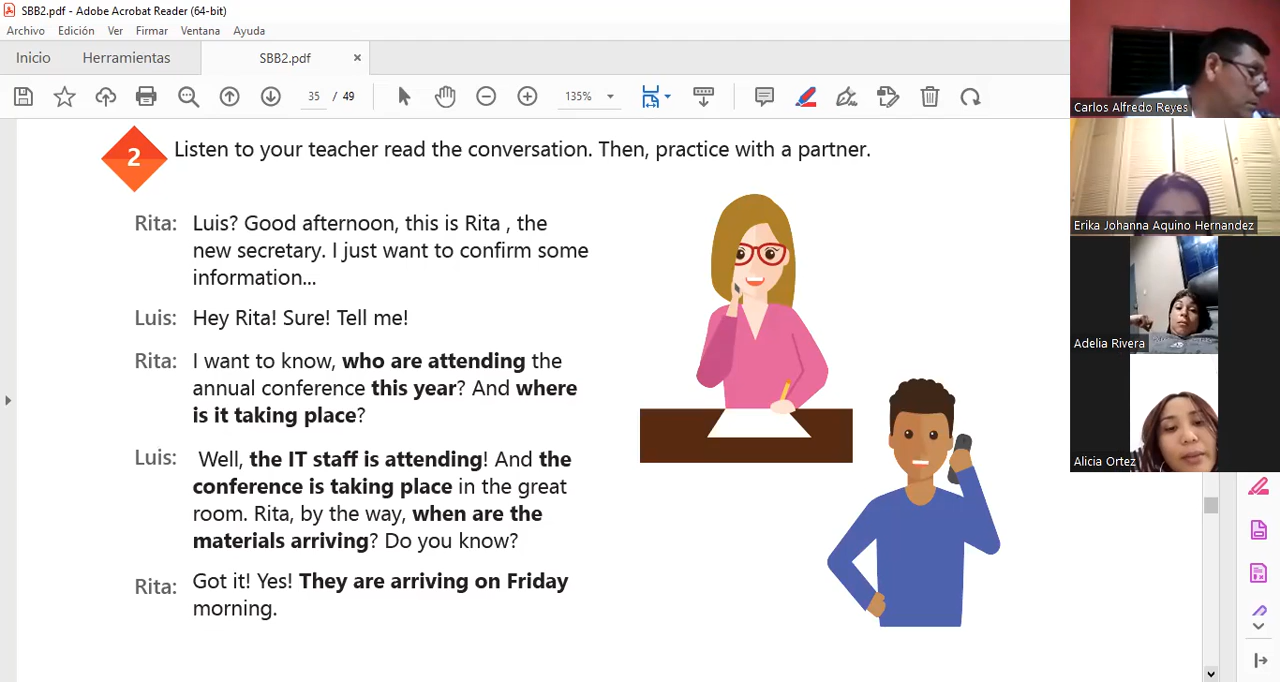 SBB2.pdf - Adobe Acrobat Reader (64-bit)
Archivo Edición Ver Firmar Ventana Ayuda
Inicio Herramientas SBB2.pdf ×
35 / 49 135%
2 Listen to your teacher read the conversation. Then, practice with a partner.
Rita: Luis? Good afternoon, this is Rita , the
new secretary. I just want to confirm some
information...
Luis: Hey Rita! Sure! Tell me!
Rita: I want to know, who are attending the
annual conference this year? And where
is it taking place?
Luis: Well, the IT staff is attending! And the
conference is taking place in the great
room. Rita, by the way, when are the
materials arriving? Do you know?
Rita: Got it! Yes! They are arriving on Friday
morning.
Carlos Alfredo Reyes
Erika Johanna Aquino Hernandez
Adelia Rivera
Alicia Ortez